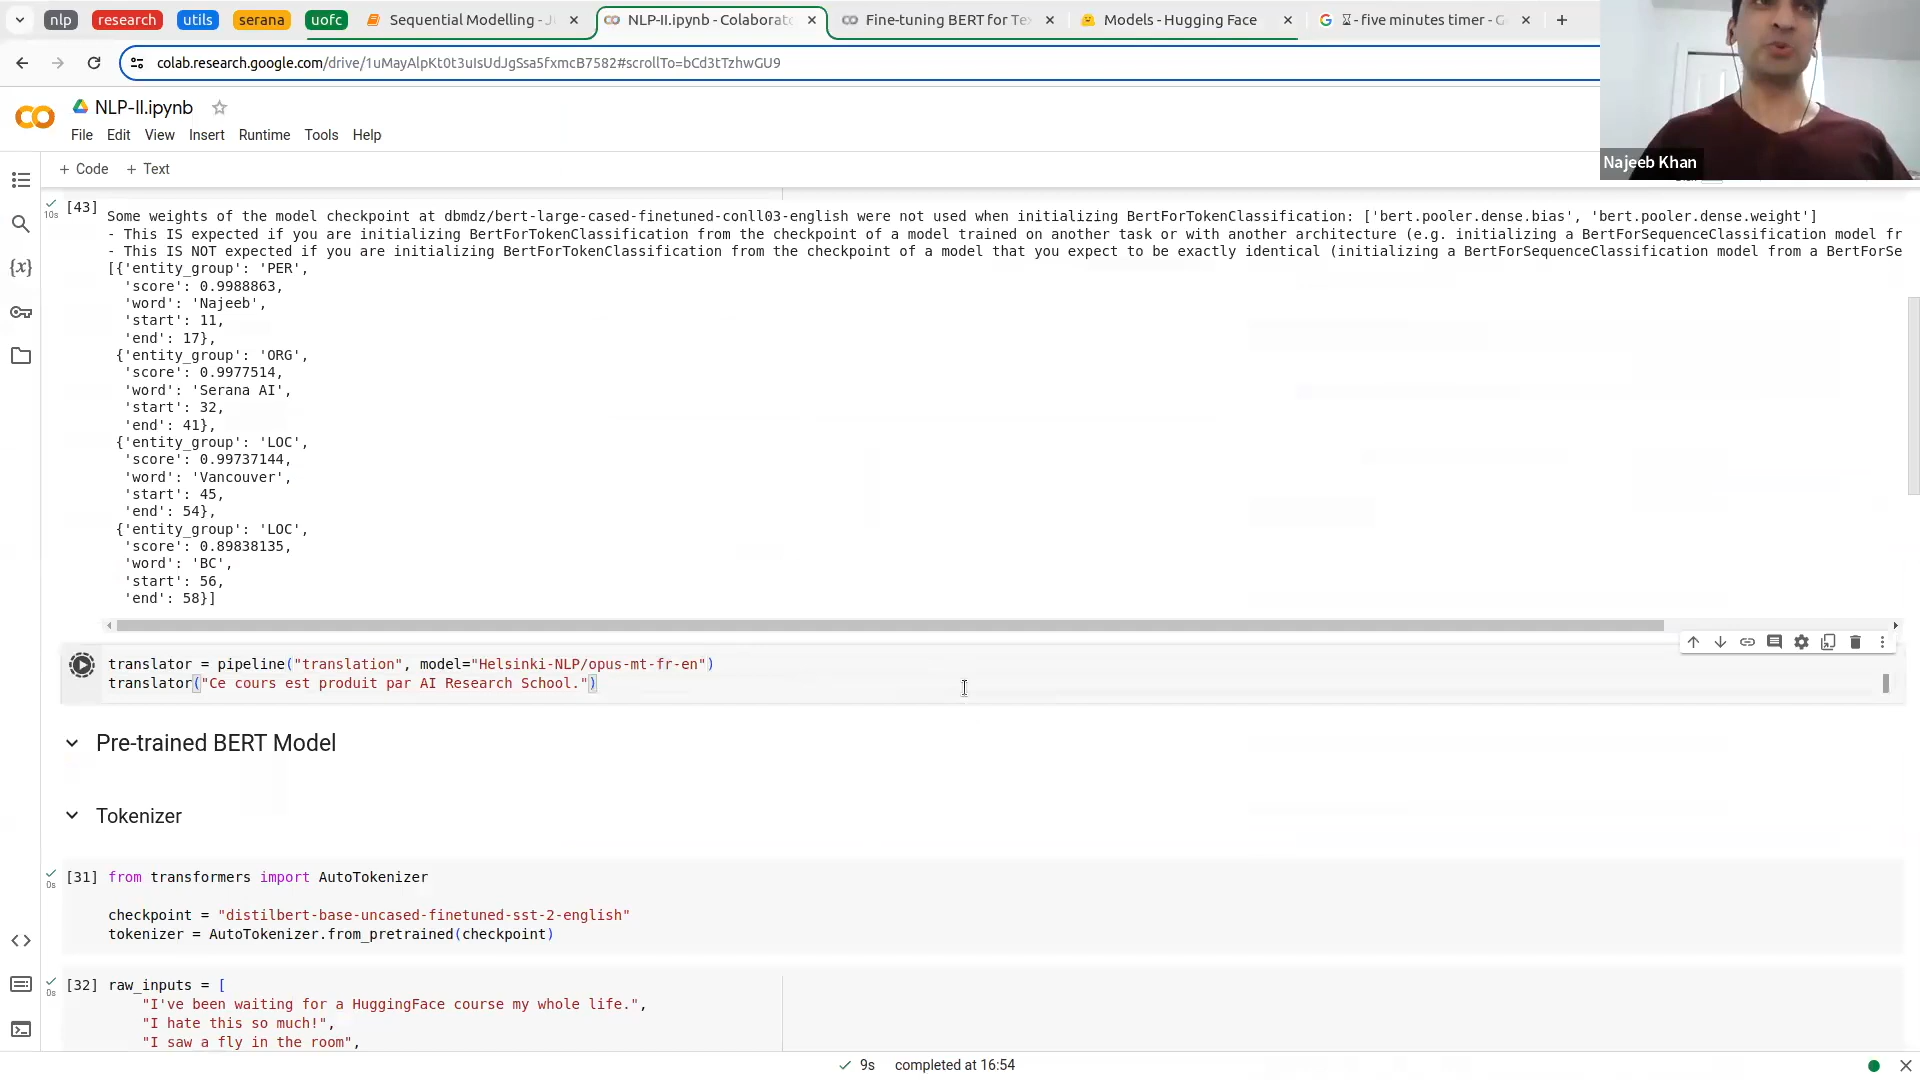 nlp research utils serana uofc Sequential Modelling - J NLP-II.ipynb - Colaborato Fine-tuning BERT for Te Models - Hugging Face - five minutes timer - G
colab.research.google.com/drive/1uMayAlpKt0t3uIsUdJgSsa5fxmcB7582#scrollTo=bCd3tTzhwGU9
NLP-II.ipynb
File Edit View Insert Runtime Tools Help
Najeeb Khan
+ Code + Text
[43]
10s
Some weights of the model checkpoint at dbmdz/bert-large-cased-finetuned-conll03-english were not used when initializing BertForTokenClassification: ['bert.pooler.dense.bias', 'bert.pooler.dense.weight']
- This IS expected if you are initializing BertForTokenClassification from the checkpoint of a model trained on another task or with another architecture (e.g. initializing a BertForSequenceClassification model fr
- This IS NOT expected if you are initializing BertForTokenClassification from the checkpoint of a model that you expect to be exactly identical (initializing a BertForSequenceClassification model from a BertForSe
[{'entity_group': 'PER',
'score': 0.9988863,
'word': 'Najeeb',
'start': 11,
'end': 17},
{'entity_group': 'ORG',
'score': 0.9977514,
'word': 'Serana AI',
'start': 32,
'end': 41},
{'entity_group': 'LOC',
'score': 0.99737144,
'word': 'Vancouver',
'start': 45,
'end': 54},
{'entity_group': 'LOC',
'score': 0.89838135,
'word': 'BC',
'start': 56,
'end': 58}]
translator = pipeline("translation", model="Helsinki-NLP/opus-mt-fr-en")
translator("Ce cours est produit par AI Research School.")
Pre-trained BERT Model
Tokenizer
[31] from transformers import AutoTokenizer
0s
checkpoint = "distilbert-base-uncased-finetuned-sst-2-english"
tokenizer = AutoTokenizer.from_pretrained(checkpoint)
[32] raw_inputs = [
0s
"I've been waiting for a HuggingFace course my whole life.",
"I hate this so much!",
"I saw a fly in the room",
9s completed at 16:54